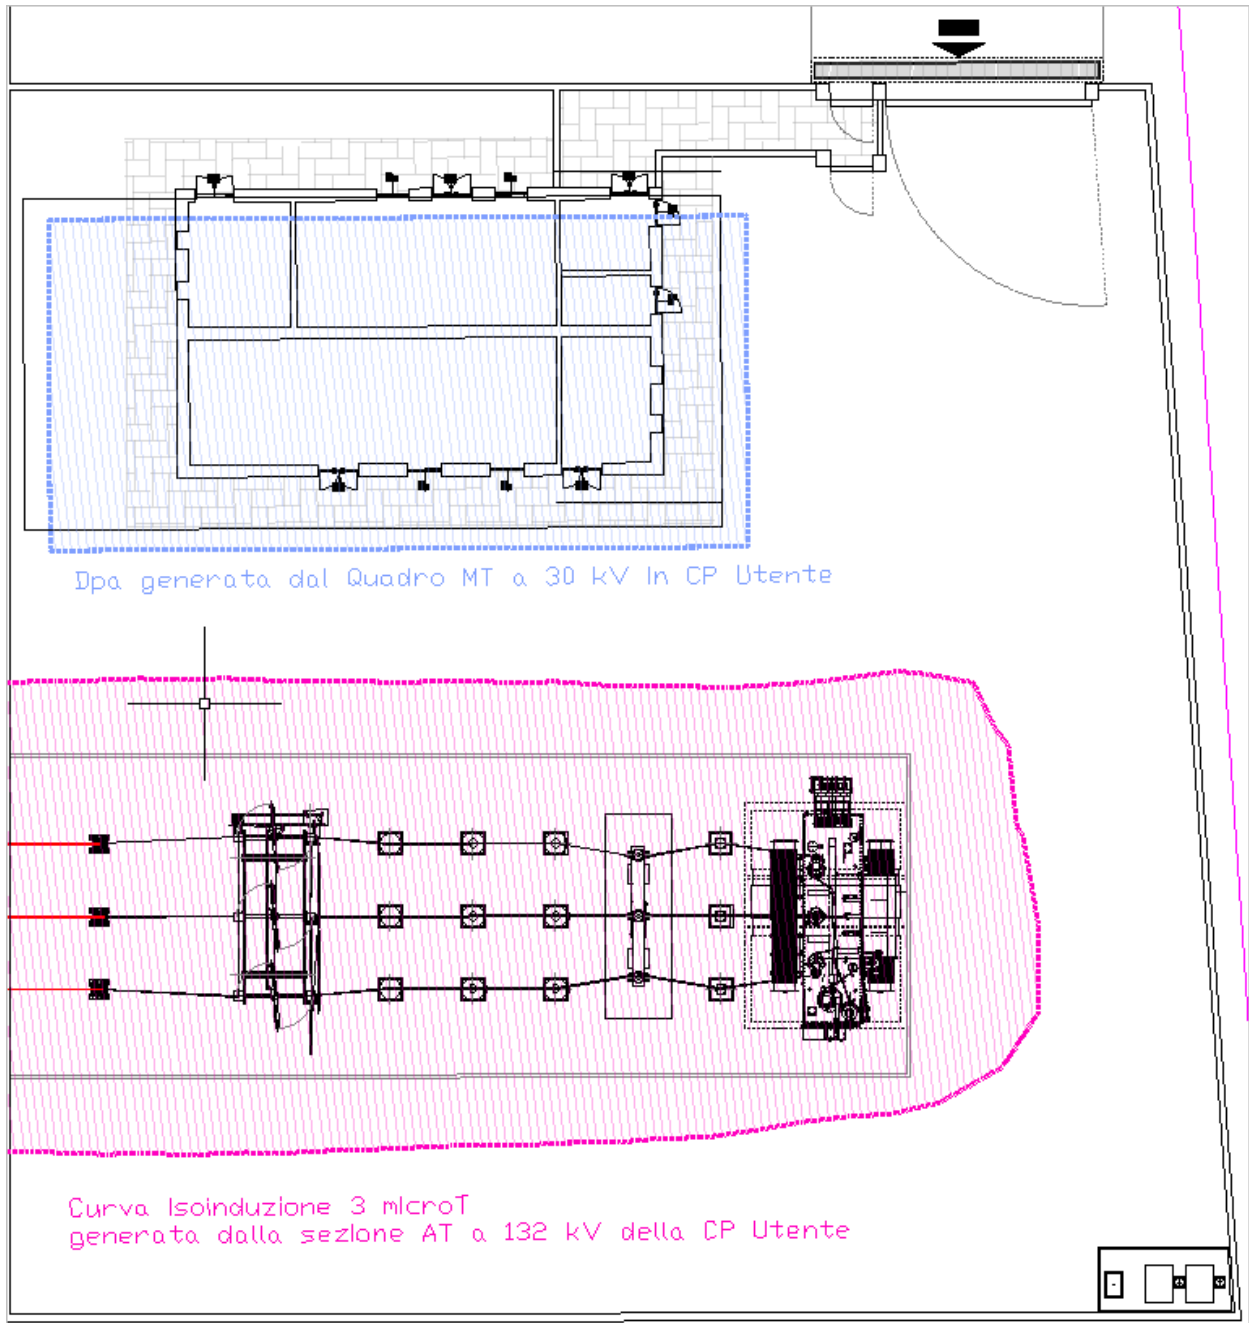 Dpa generata dal Quadro MT a 30 kV in CP Utente
Curva Isoinduzione 3 microT
generata dalla sezione AT a 132 kV della CP Utente